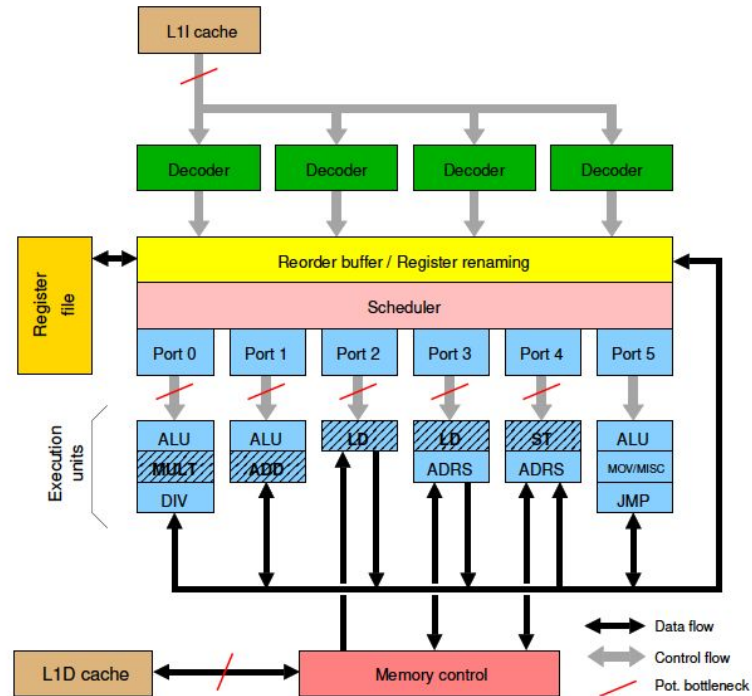 L1I cache
Decoder
Decoder
Decoder
Decoder
Register
file
Reorder buffer / Register renaming
Scheduler
Port 0
Port 1
Port 2
Port 3
Port 4
Port 5
Execution
units
ALU
MULT
DIV
ALU
ADD
LD
LD
ADRS
ST
ADRS
ALU
MOV/MISC
JMP
L1D cache
Memory control
Data flow
Control flow
Pot. bottleneck